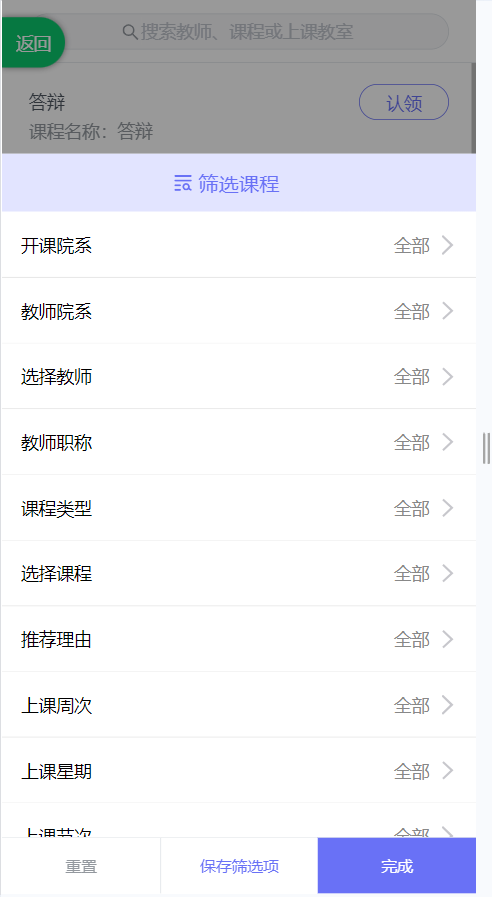 搜索教师、课程或上课教室
返回
答辩
认领
课程名称：答辩
筛选课程
开课院系 全部
教师院系 全部
选择教师 全部
教师职称 全部
课程类型 全部
选择课程 全部
推荐理由 全部
上课周次 全部
上课星期 全部
上课节次 全部
重置 保存筛选项 完成